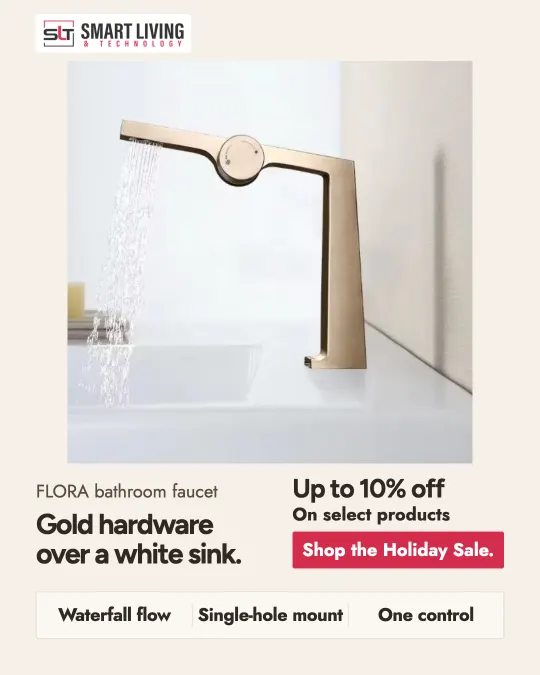 SLT SMART LIVING
& TECHNOLOGY
FLORA bathroom faucet
Gold hardware
over a white sink.
Up to 10% off
On select products
Shop the Holiday Sale.
Waterfall flow
Single-hole mount
One control